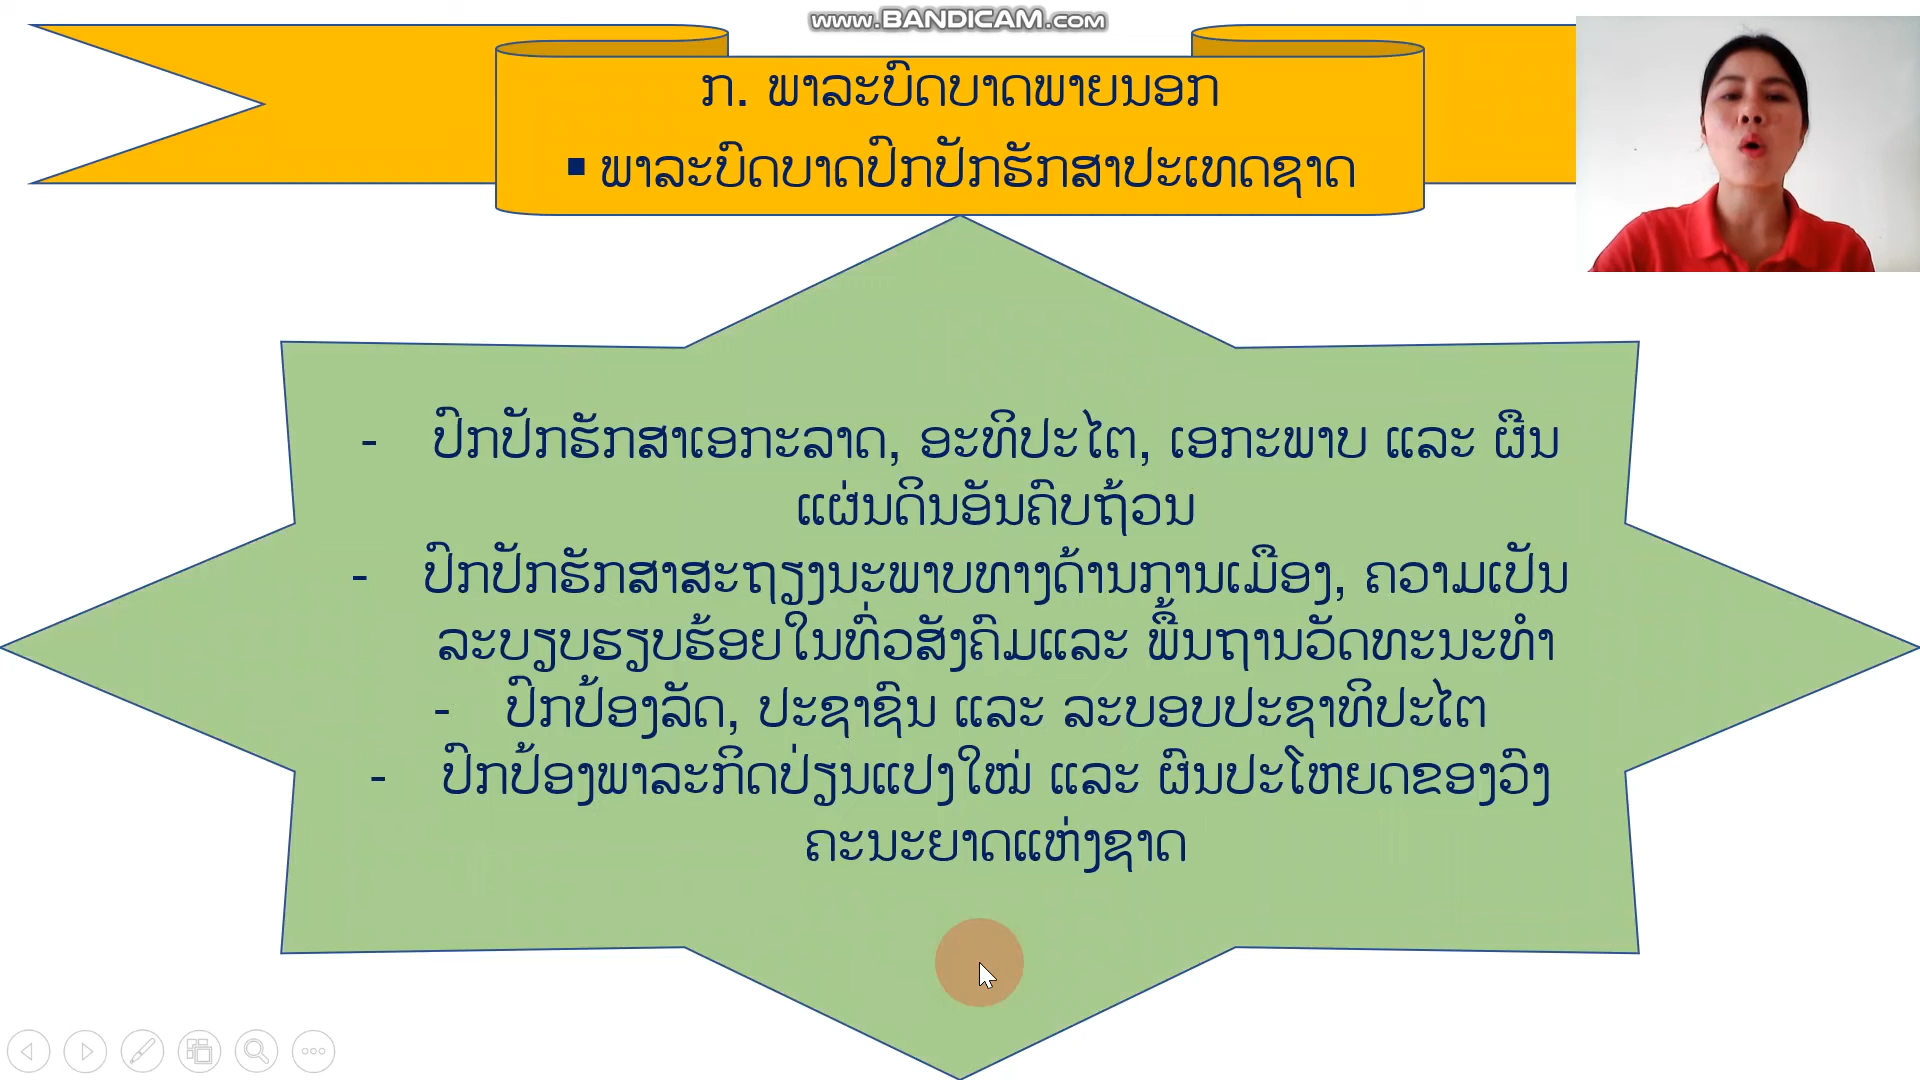 www.BANDICAM.com
ກ. ພາລະບົດບາດພາຍນອກ
▪ ພາລະບົດບາດປົກປັກຮັກສາປະເທດຊາດ
- ປົກປັກຮັກສາເອກະລາດ, ອະທິປະໄຕ, ເອກະພາບ ແລະ ຜືນ
ແຜ່ນດິນອັນຄົບຖ້ວນ
- ປົກປັກຮັກສາສະຖຽງນະພາບທາງດ້ານການເມືອງ, ຄວາມເປັນ
ລະບຽບຮຽບຮ້ອຍໃນທົ່ວສັງຄົມແລະ ພື້ນຖານວັດທະນະທຳ
- ປົກປ້ອງລັດ, ປະຊາຊົນ ແລະ ລະບອບປະຊາທິປະໄຕ
- ປົກປ້ອງພາລະກິດປ່ຽນແປງໃໝ່ ແລະ ຜົນປະໂຫຍດຂອງວົງ
ຄະນະຍາດແຫ່ງຊາດ